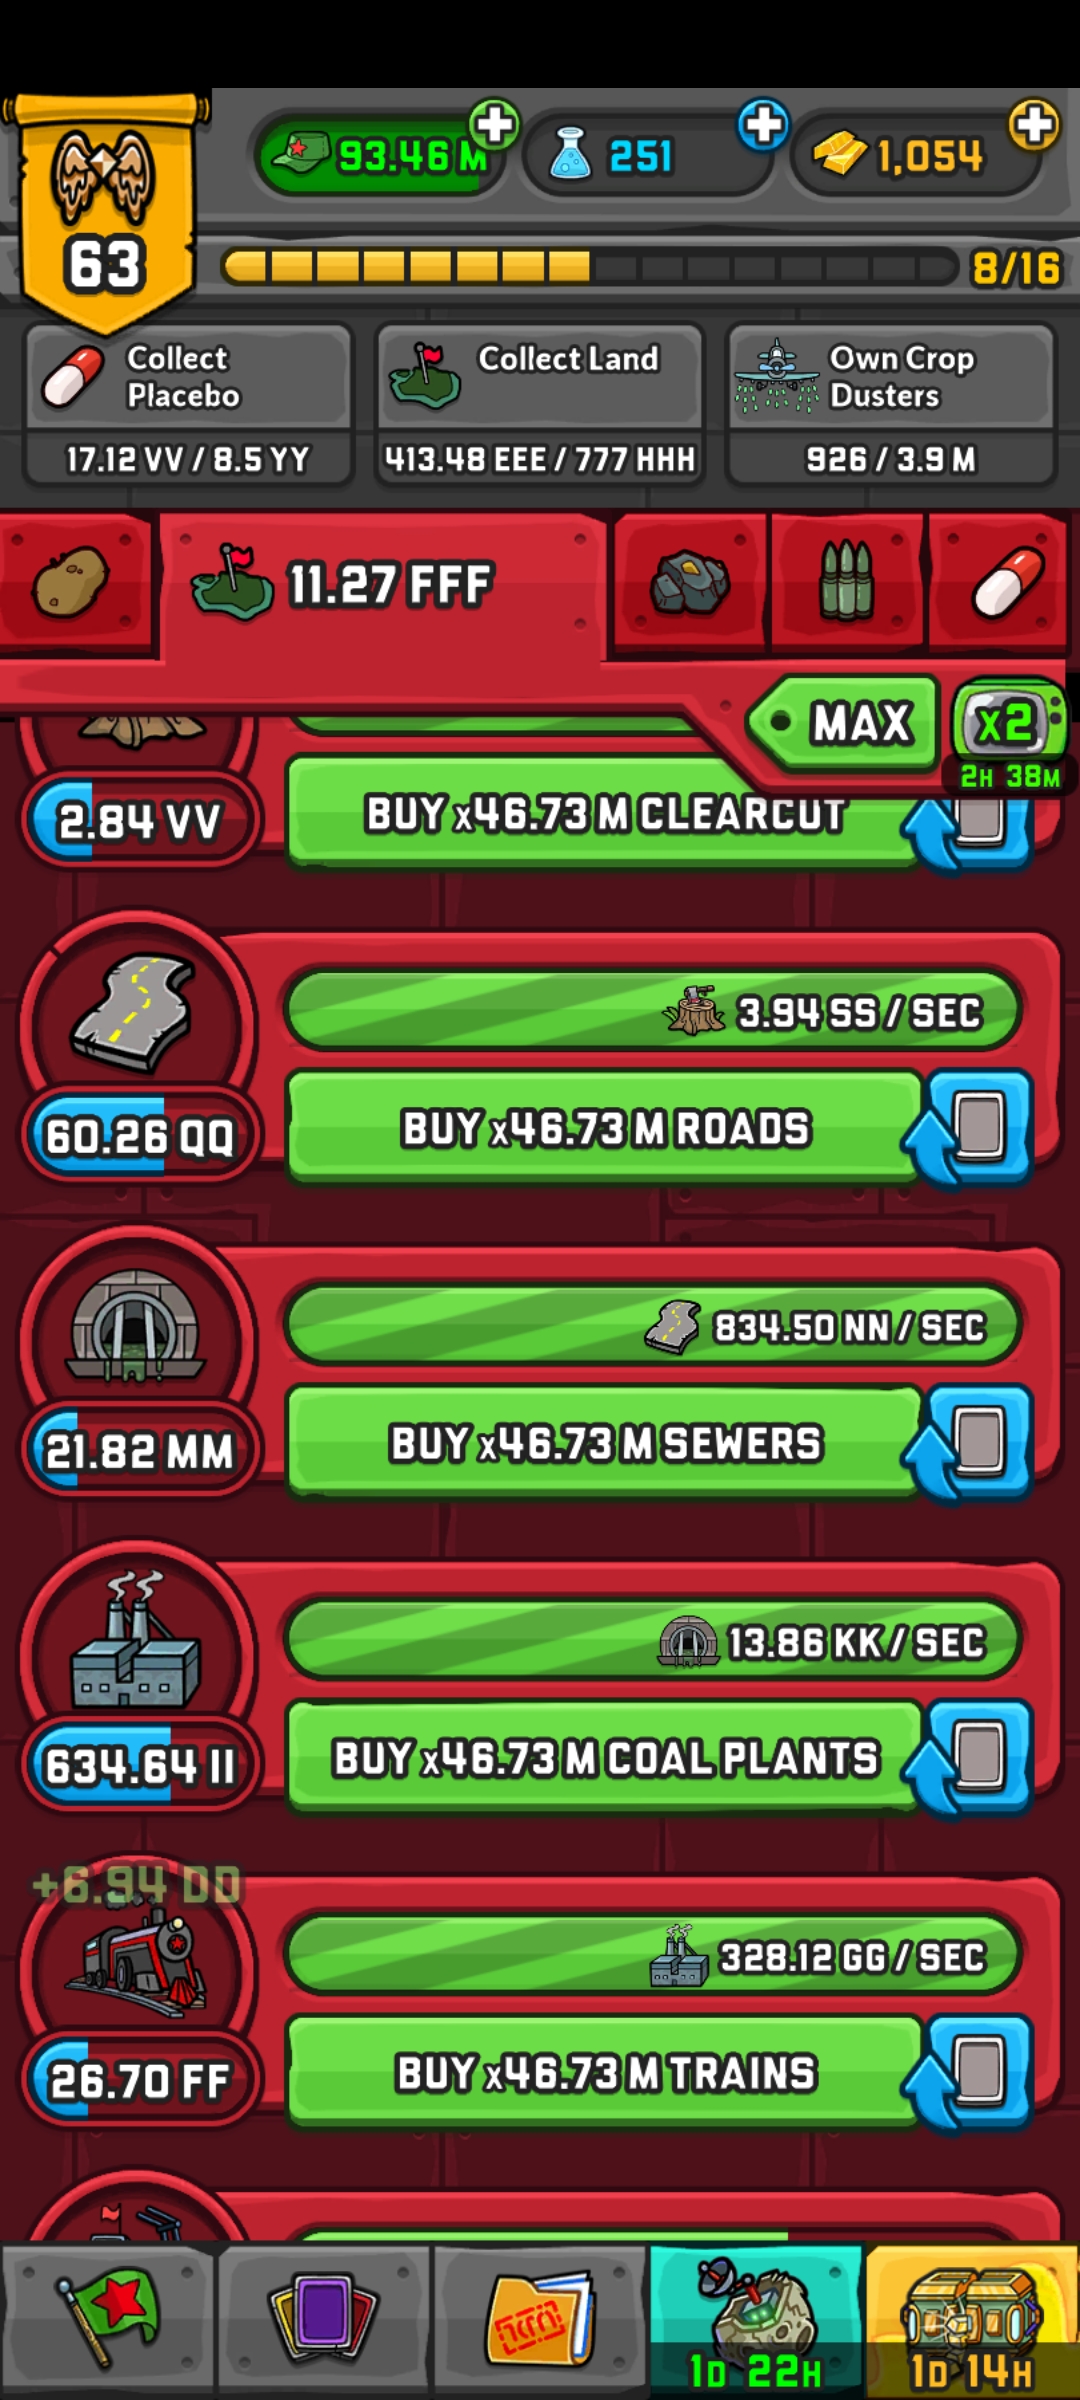 93.46 M
251
1,054
63
8/16
Collect
Placebo
17.12 VV / 8.5 YY
Collect Land
413.48 EEE / 777 HHH
Own Crop
Dusters
926 / 3.9 M
11.27 FFF
MAX
X2
2H 38M
2.84 VV
BUY x46.73 M CLEARCUT
3.94 SS / SEC
60.26 QQ
BUY x46.73 M ROADS
834.50 NN / SEC
21.82 MM
BUY x46.73 M SEWERS
13.86 KK / SEC
634.64 II
BUY x46.73 M COAL PLANTS
+6.94 DD
328.12 GG / SEC
26.70 FF
BUY x46.73 M TRAINS
1D 22H
1D 14H